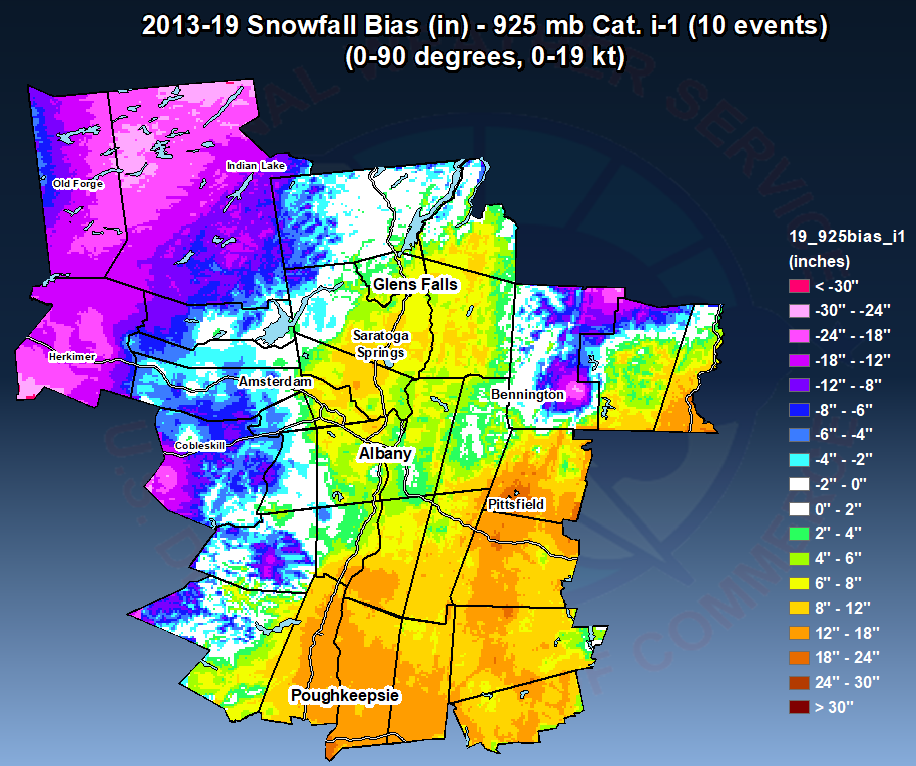 2013-19 Snowfall Bias (in) - 925 mb Cat. i-1 (10 events)
(0-90 degrees, 0-19 kt)
Indian Lake
Old Forge
19_925bias_i1
(inches)
< -30"
-30" - -24"
-24" - -18"
-18" - -12"
-12" - -8"
-8" - -6"
-6" - -4"
-4" - -2"
-2" - 0"
0" - 2"
2" - 4"
4" - 6"
6" - 8"
8" - 12"
12" - 18"
18" - 24"
24" - 30"
> 30"
Glens Falls
Saratoga
Springs
Herkimer
Amsterdam
Bennington
Cobleskill
Albany
Pittsfield
Poughkeepsie